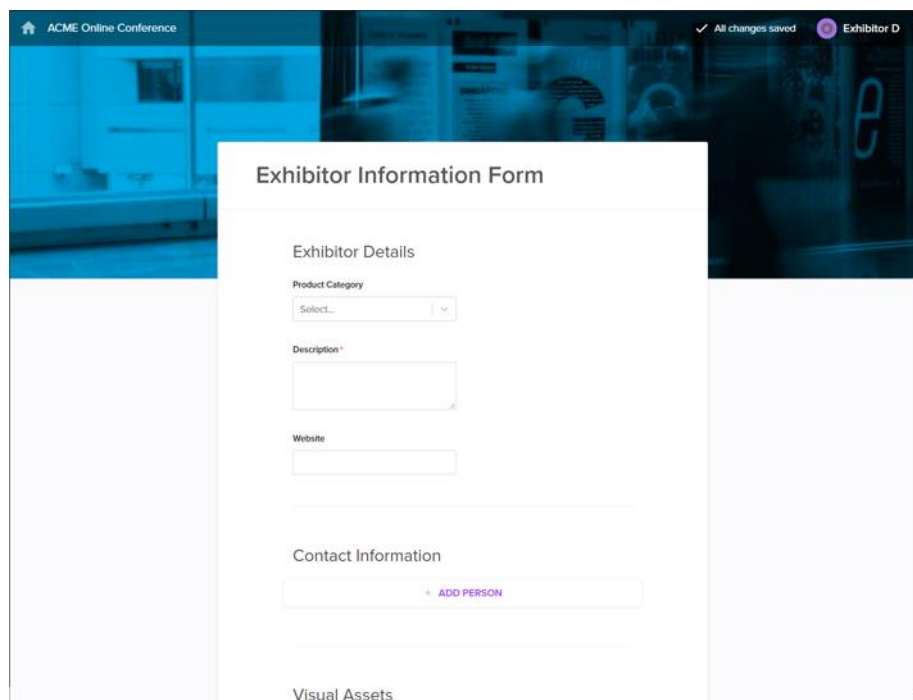 ACME Online Conference
All changes saved
Exhibitor D
SINGAPORE
Exhibitor Information Form
Exhibitor Details
Product Category
Select...
Description *
Website
Contact Information
+ ADD PERSON
Visual Assets